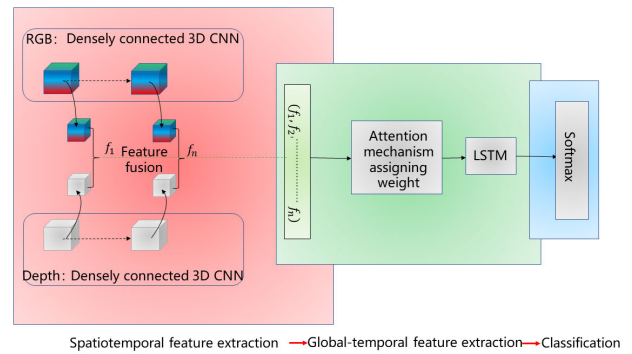 RGB: Densely connected 3D CNN
f1
Feature
fusion
fn
Depth: Densely connected 3D CNN
(f1, f2, ............ fn)
Attention
mechanism
assigning
weight
LSTM
Softmax
Spatiotemporal feature extraction
Global-temporal feature extraction
Classification